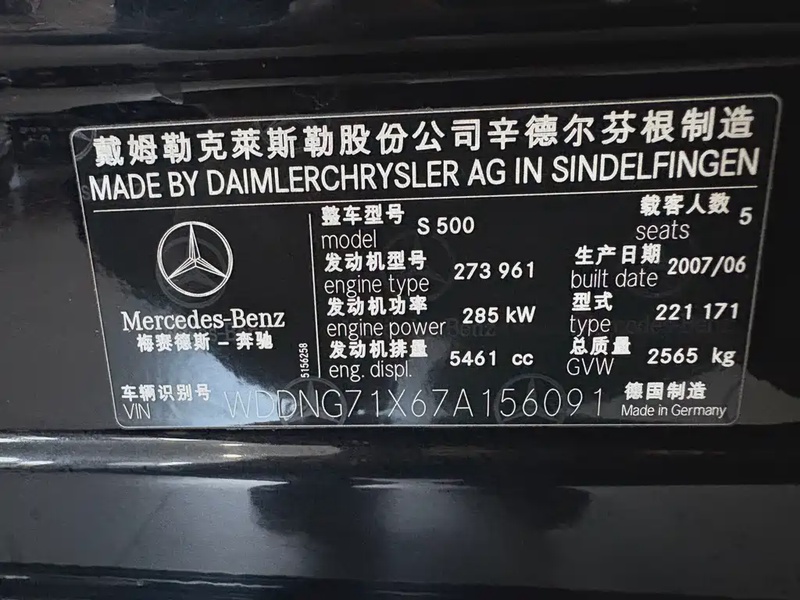 戴姆勒克萊斯勒股份公司辛德尔芬根制造
MADE BY DAIMLERCHRYSLER AG IN SINDELFINGEN
Mercedes-Benz
梅赛德斯－奔驰
整车型号 S 500 载客人数 5
model seats
发动机型号 273 961 生产日期 2007/06
engine type built date
发动机功率 285 kW 型式 221 171
engine power type
发动机排量 5461 cc 总质量 2565 kg
eng. displ. GVW
5156258
车辆识别号 WDDNG71X67A156091 德国制造
VIN Made in Germany